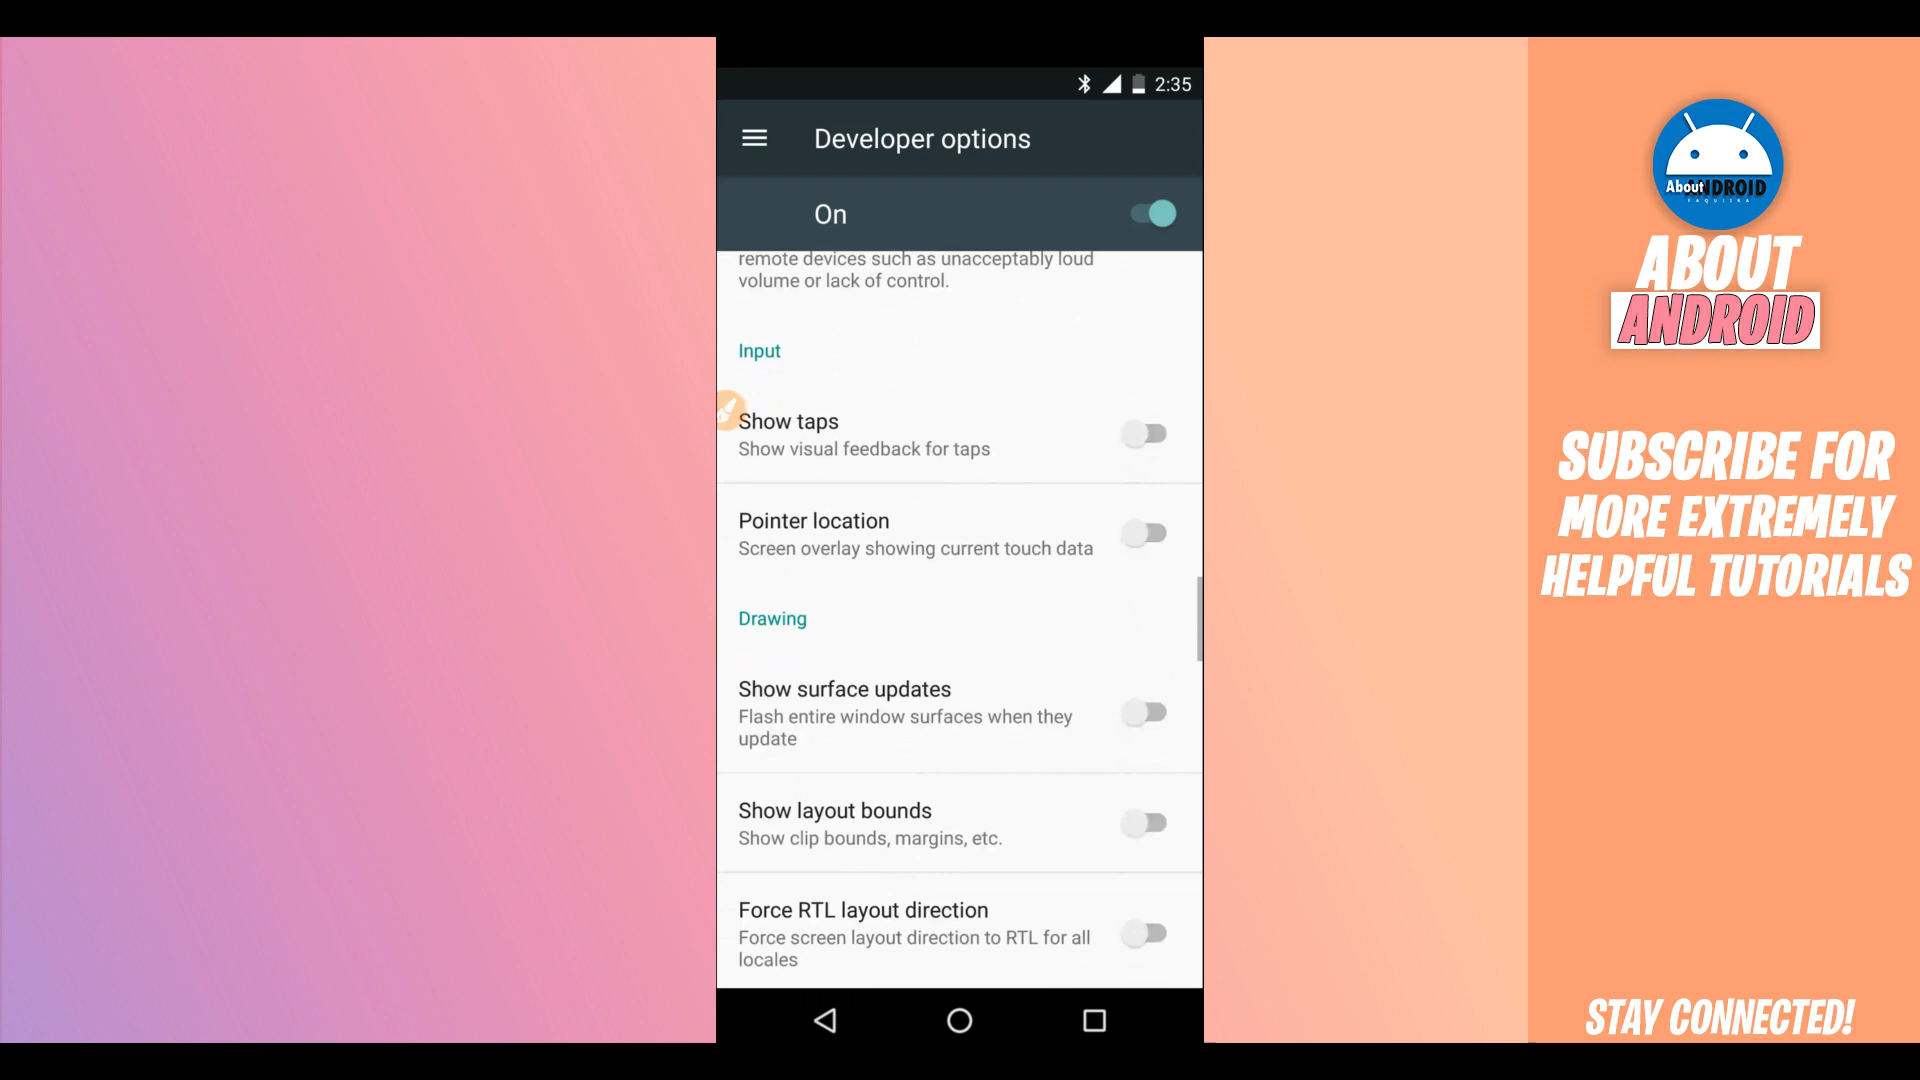 2:35
Developer options
On
remote devices such as unacceptably loud
volume or lack of control.
Input
Show taps
Show visual feedback for taps
Pointer location
Screen overlay showing current touch data
Drawing
Show surface updates
Flash entire window surfaces when they
update
Show layout bounds
Show clip bounds, margins, etc.
Force RTL layout direction
Force screen layout direction to RTL for all
locales
About ANDROID
FAQUIIRA
ABOUT
ANDROID
SUBSCRIBE FOR
MORE EXTREMELY
HELPFUL TUTORIALS
STAY CONNECTED!